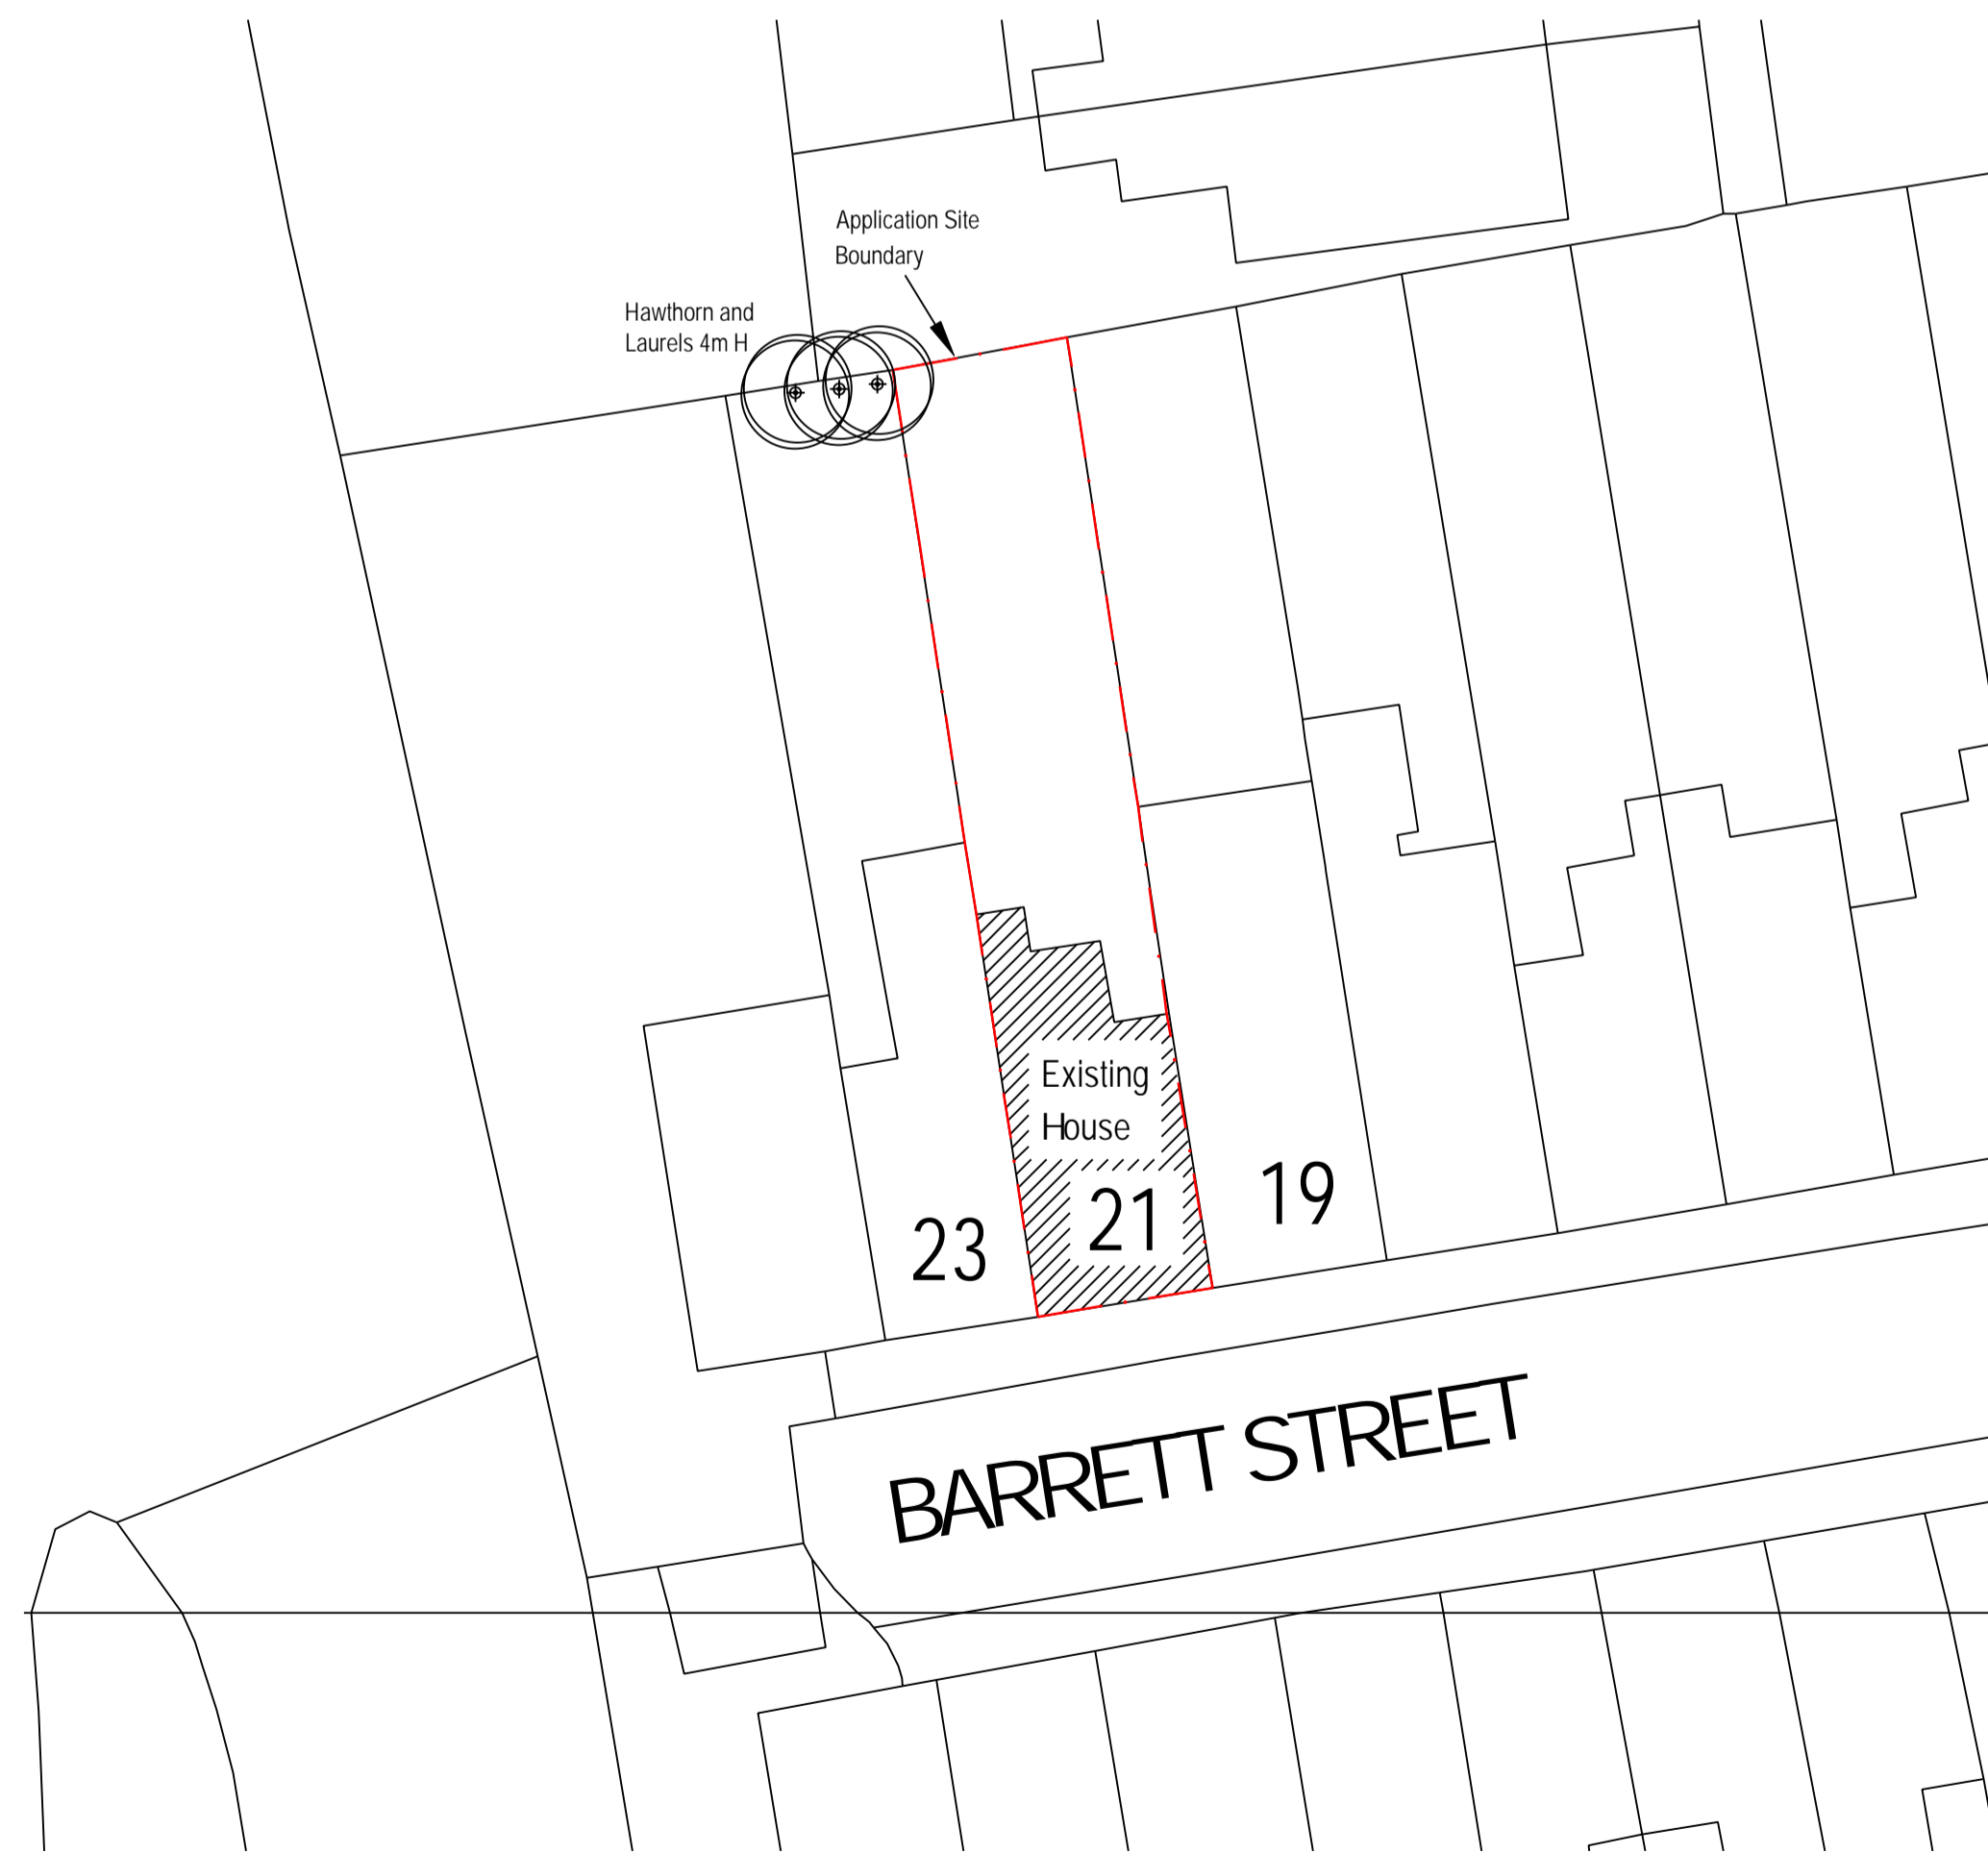 Application Site
Boundary
Hawthorn and
Laurels 4m H
Existing
House
19
21
23
BARRETT STREET